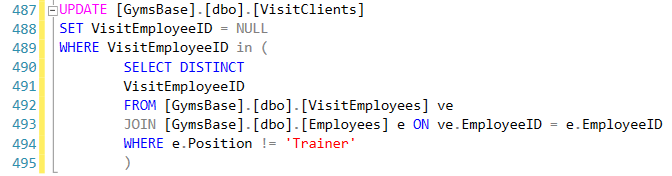 487 UPDATE [GymsBase].[dbo].[VisitClients]
488 SET VisitEmployeeID = NULL
489 WHERE VisitEmployeeID in (
490 SELECT DISTINCT
491 VisitEmployeeID
492 FROM [GymsBase].[dbo].[VisitEmployees] ve
493 JOIN [GymsBase].[dbo].[Employees] e ON ve.EmployeeID = e.EmployeeID
494 WHERE e.Position != 'Trainer'
495 )